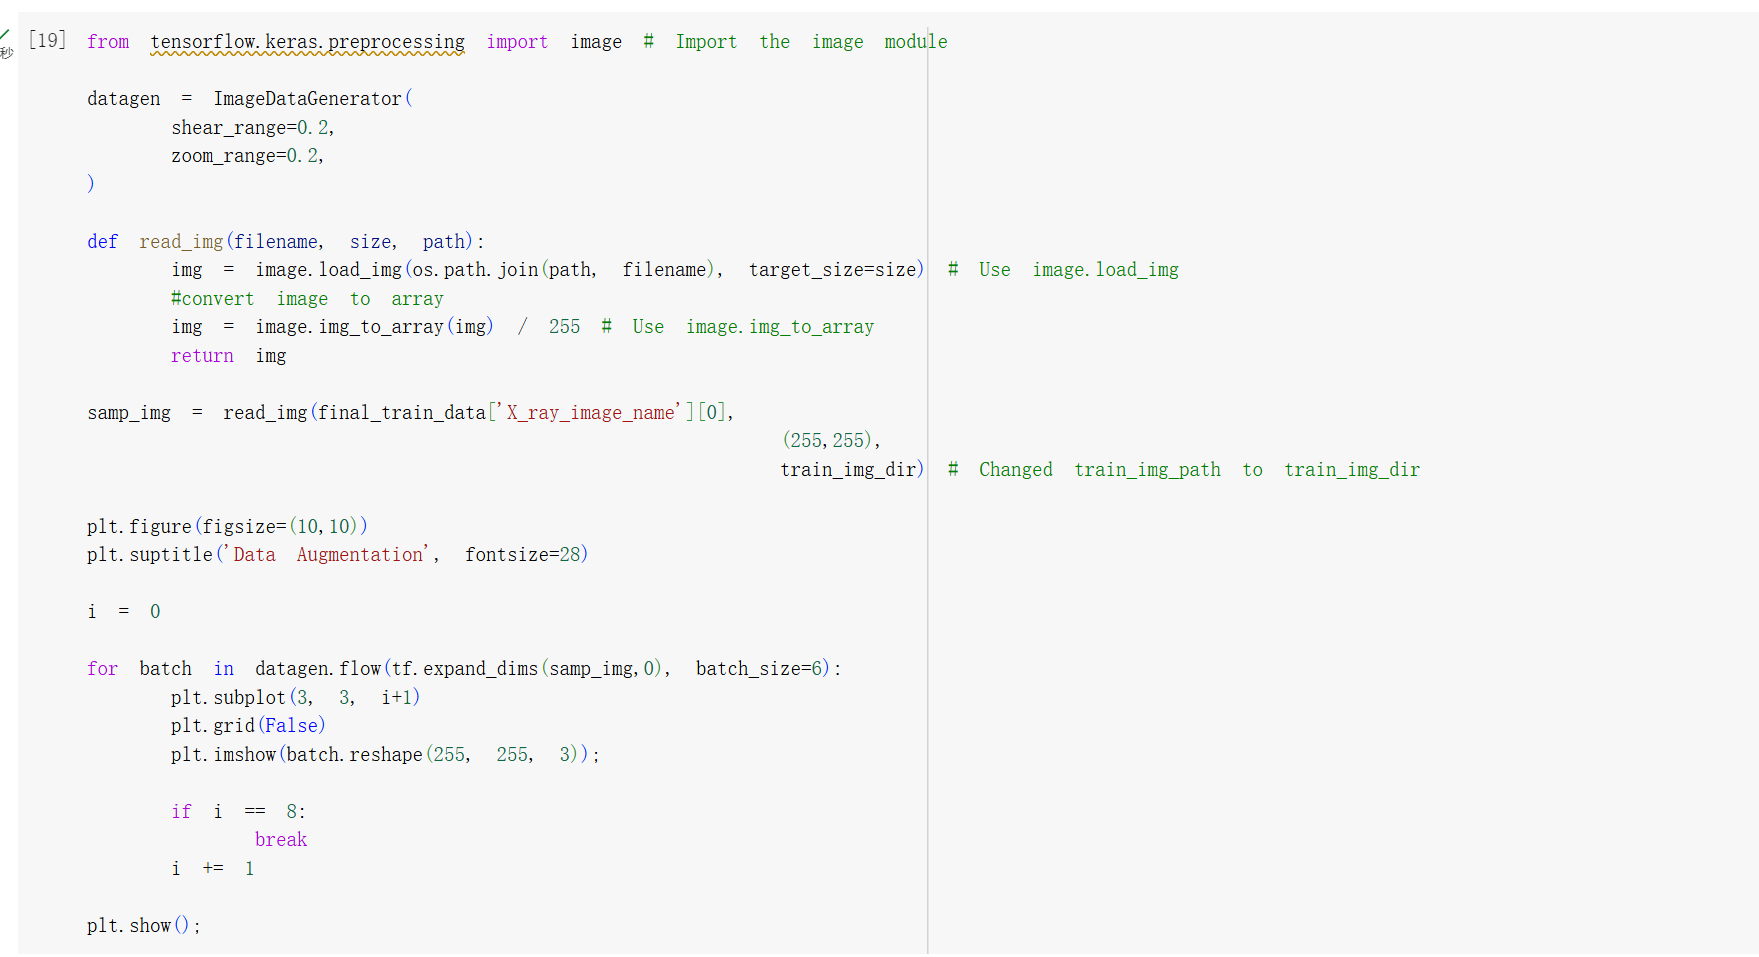 秒
[19] from tensorflow.keras.preprocessing import image # Import the image module
datagen = ImageDataGenerator(
shear_range=0.2,
zoom_range=0.2,
)
def read_img(filename, size, path):
img = image.load_img(os.path.join(path, filename), target_size=size) # Use image.load_img
#convert image to array
img = image.img_to_array(img) / 255 # Use image.img_to_array
return img
samp_img = read_img(final_train_data['X_ray_image_name'][0],
(255,255),
train_img_dir) # Changed train_img_path to train_img_dir
plt.figure(figsize=(10,10))
plt.suptitle('Data Augmentation', fontsize=28)
i = 0
for batch in datagen.flow(tf.expand_dims(samp_img,0), batch_size=6):
plt.subplot(3, 3, i+1)
plt.grid(False)
plt.imshow(batch.reshape(255, 255, 3));
if i == 8:
break
i += 1
plt.show();